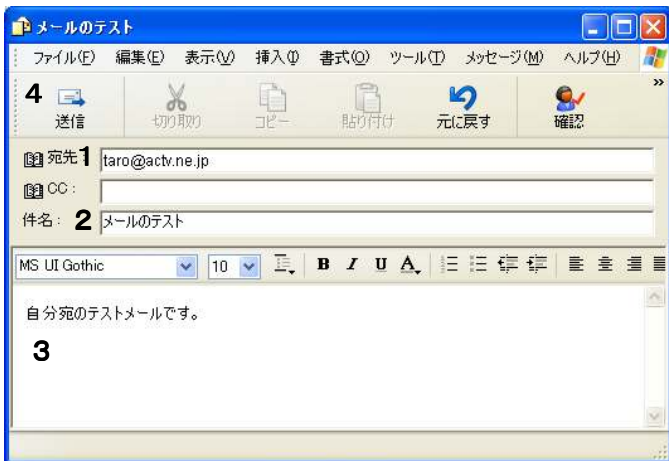 メールのテスト
ファイル(F) 編集(E) 表示(V) 挿入(I) 書式(O) ツール(T) メッセージ(M) ヘルプ(H)
4
送信 切り取り コピー 貼り付け 元に戻す 確認
»
宛先 1 taro@actv.ne.jp
CC：
件名： 2 メールのテスト
MS UI Gothic 10 B I U A
自分宛のテストメールです。
3